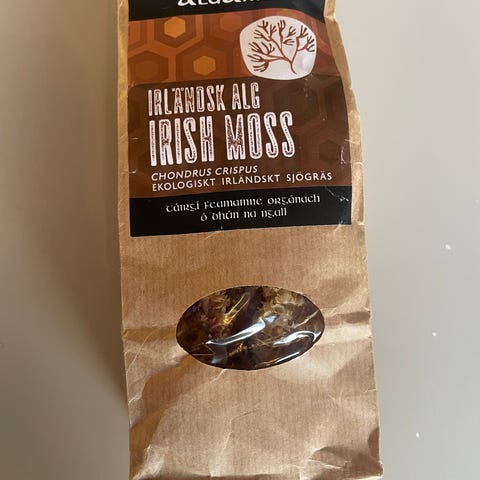 IRLÄNDSK ALG
IRISH MOSS
CHONDRUS CRISPUS
EKOLOGISKT IRLÄNDSKT SJÖGRÄS
Táirgí Feamainne Orgánach
ó Dhún na nGall